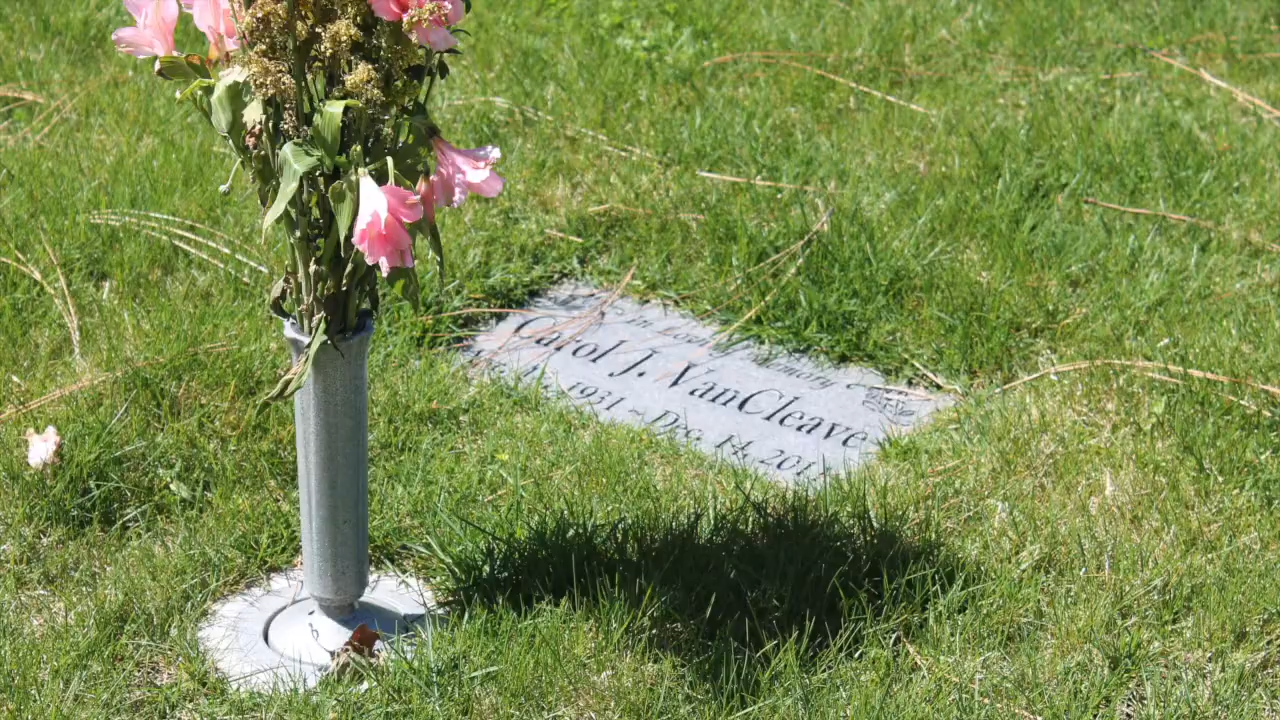 In Loving Memory
Carol J. VanCleave
1931 ~ Dec. 14, 201